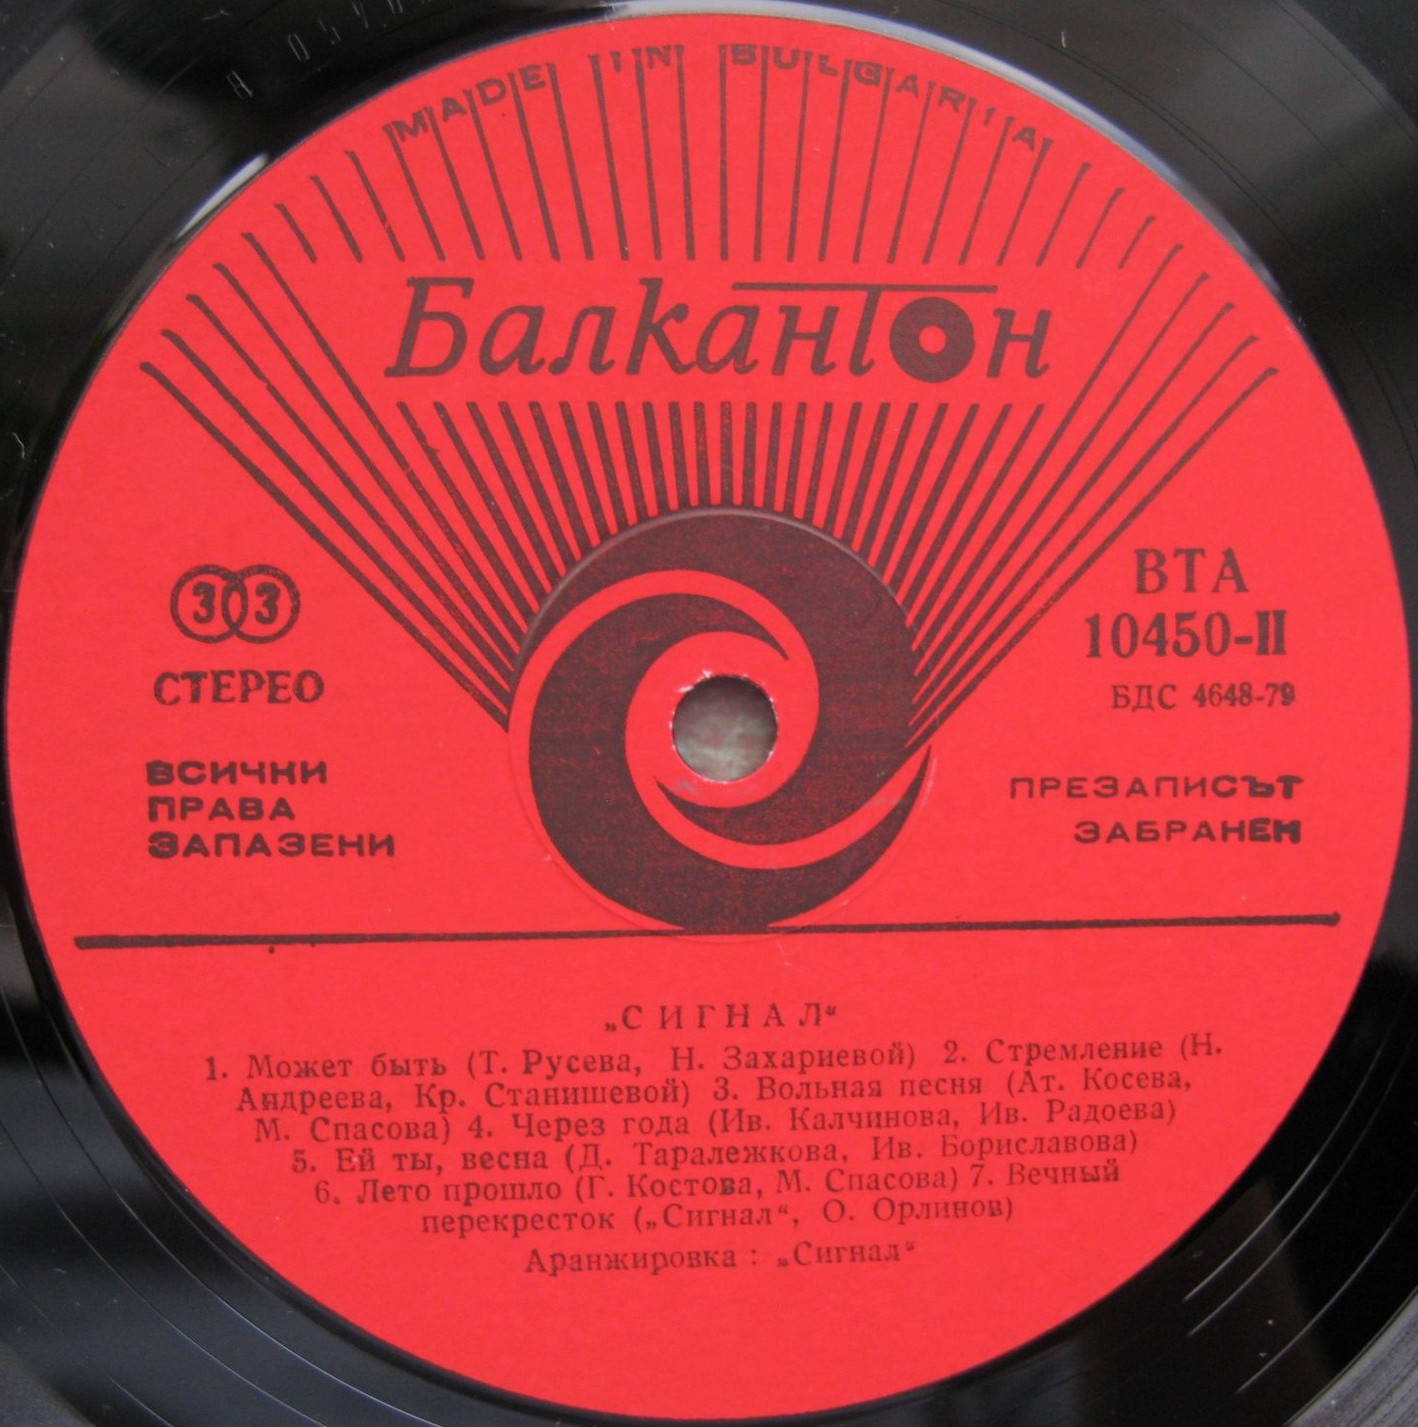 MADE IN BULGARIA
Балкантон
33
СТЕРЕО
ВТА
10450-II
БДС 4648-79
ВСИЧКИ
ПРАВА
ЗАПАЗЕНИ
ПРЕЗАПИСЪТ
ЗАБРАНЕН
„СИГНАЛ“
1. Может быть (Т. Русева, Н. Захариевой) 2. Стремление (Н.
Андреева, Кр. Станишевой) 3. Вольная песня (Ат. Косева,
М. Спасова) 4. Через года (Ив. Калчинова, Ив. Радоева)
5. Ей ты, весна (Д. Таралежкова, Ив. Бориславова)
6. Лето прошло (Г. Костова, М. Спасова) 7. Вечный
перекресток („Сигнал“, О. Орлинов)
Аранжировка : „Сигнал“